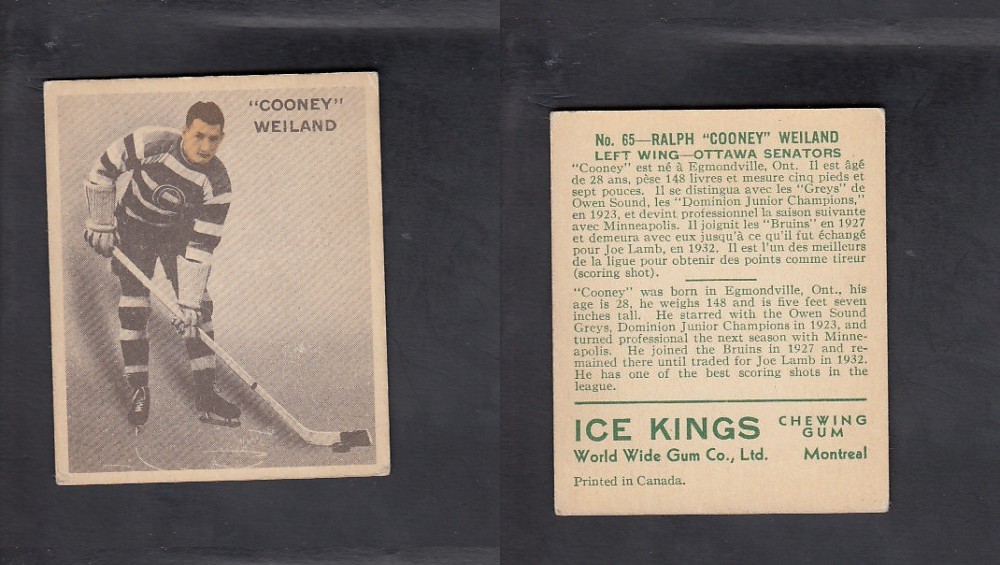 "COONEY"
WEILAND
No. 65—RALPH "COONEY" WEILAND
LEFT WING—OTTAWA SENATORS
"Cooney" est né à Egmondville, Ont. Il est âgé
de 28 ans, pèse 148 livres et mesure cinq pieds et
sept pouces. Il se distingua avec les "Greys" de
Owen Sound, les "Dominion Junior Champions,"
en 1923, et devint professionnel la saison suivante
avec Minneapolis. Il joignit les "Bruins" en 1927
et demeura avec eux jusqu'à ce qu'il fut échangé
pour Joe Lamb, en 1932. Il est l'un des meilleurs
de la ligue pour obtenir des points comme tireur
(scoring shot).
"Cooney" was born in Egmondville, Ont., his
age is 28, he weighs 148 and is five feet seven
inches tall. He starred with the Owen Sound
Greys, Dominion Junior Champions in 1923, and
turned professional the next season with Minne-
apolis. He joined the Bruins in 1927 and re-
mained there until traded for Joe Lamb in 1932.
He has one of the best scoring shots in the
league.
ICE KINGS CHEWING GUM
World Wide Gum Co., Ltd. Montreal
Printed in Canada.